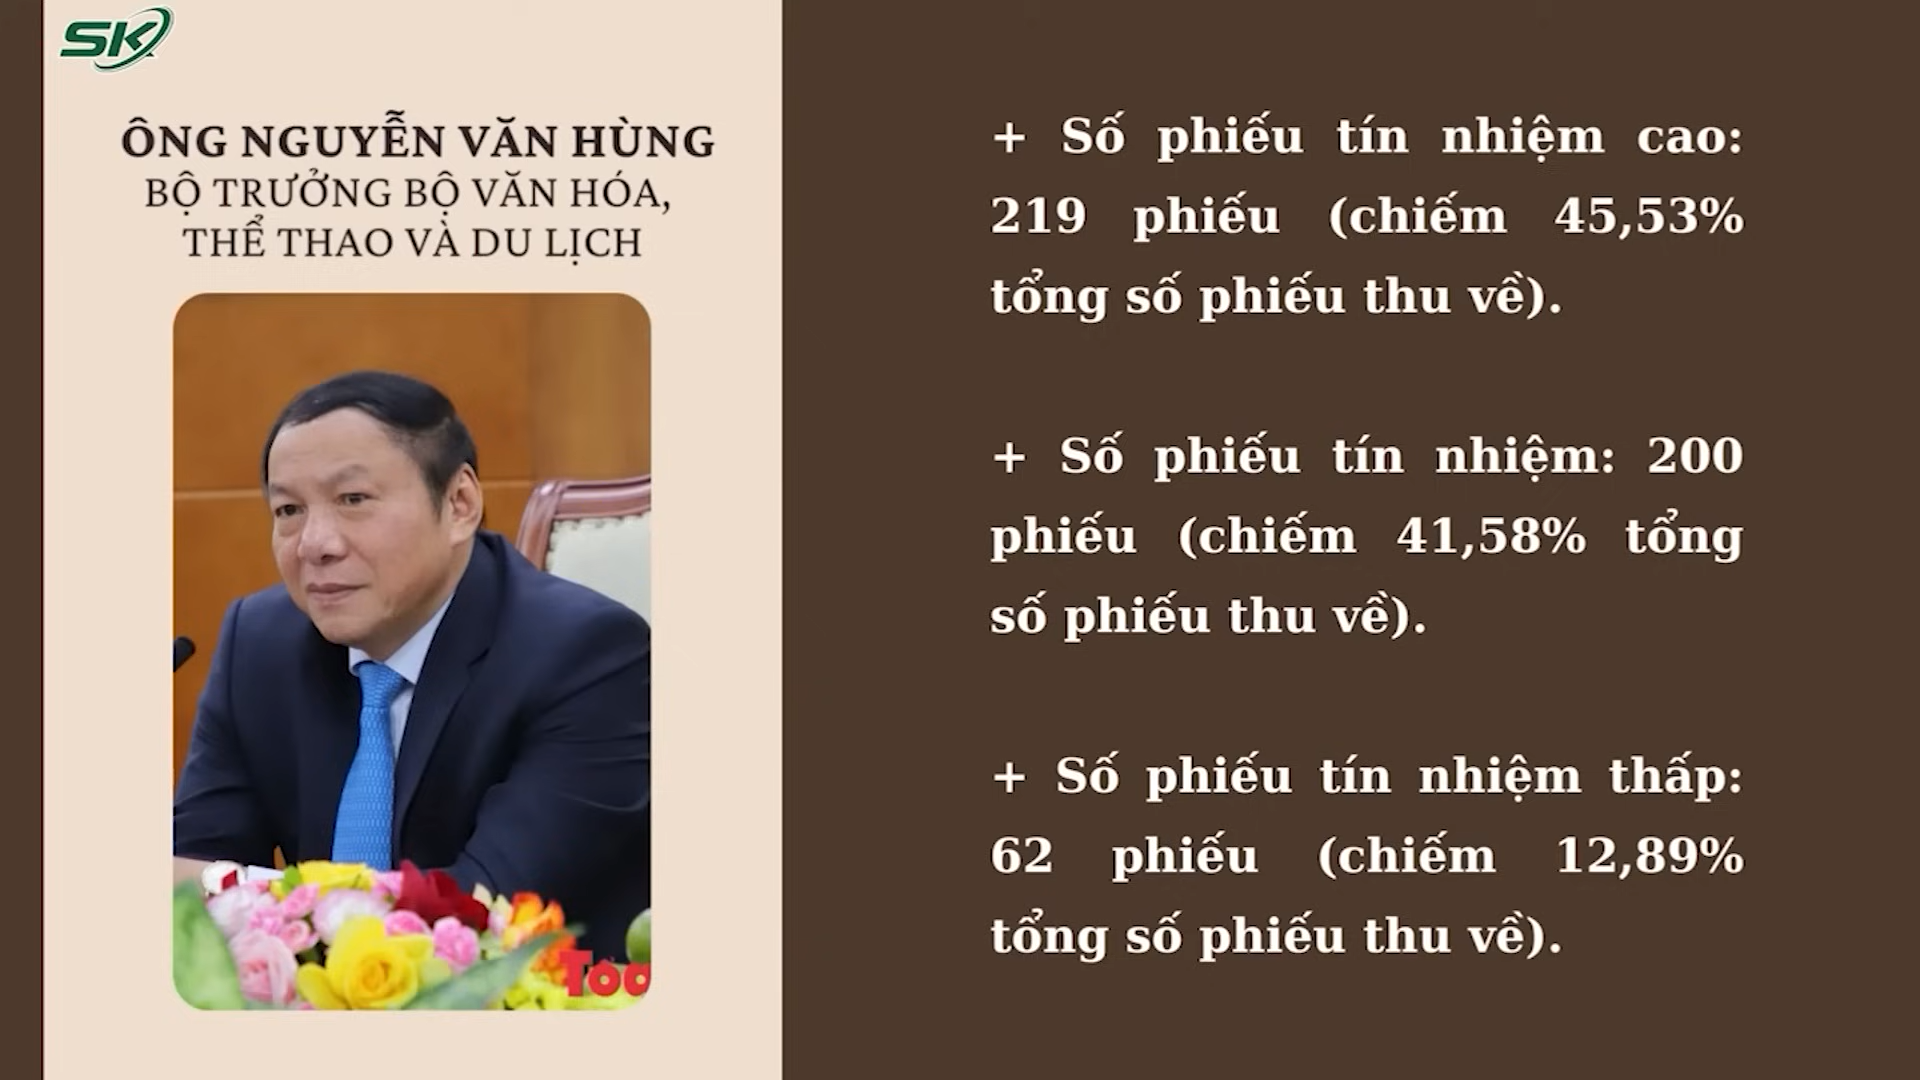 SK
ÔNG NGUYỄN VĂN HÙNG
BỘ TRƯỞNG BỘ VĂN HÓA,
THỂ THAO VÀ DU LỊCH
+ Số phiếu tín nhiệm cao:
219 phiếu (chiếm 45,53%
tổng số phiếu thu về).
+ Số phiếu tín nhiệm: 200
phiếu (chiếm 41,58% tổng
số phiếu thu về).
+ Số phiếu tín nhiệm thấp:
62 phiếu (chiếm 12,89%
tổng số phiếu thu về).